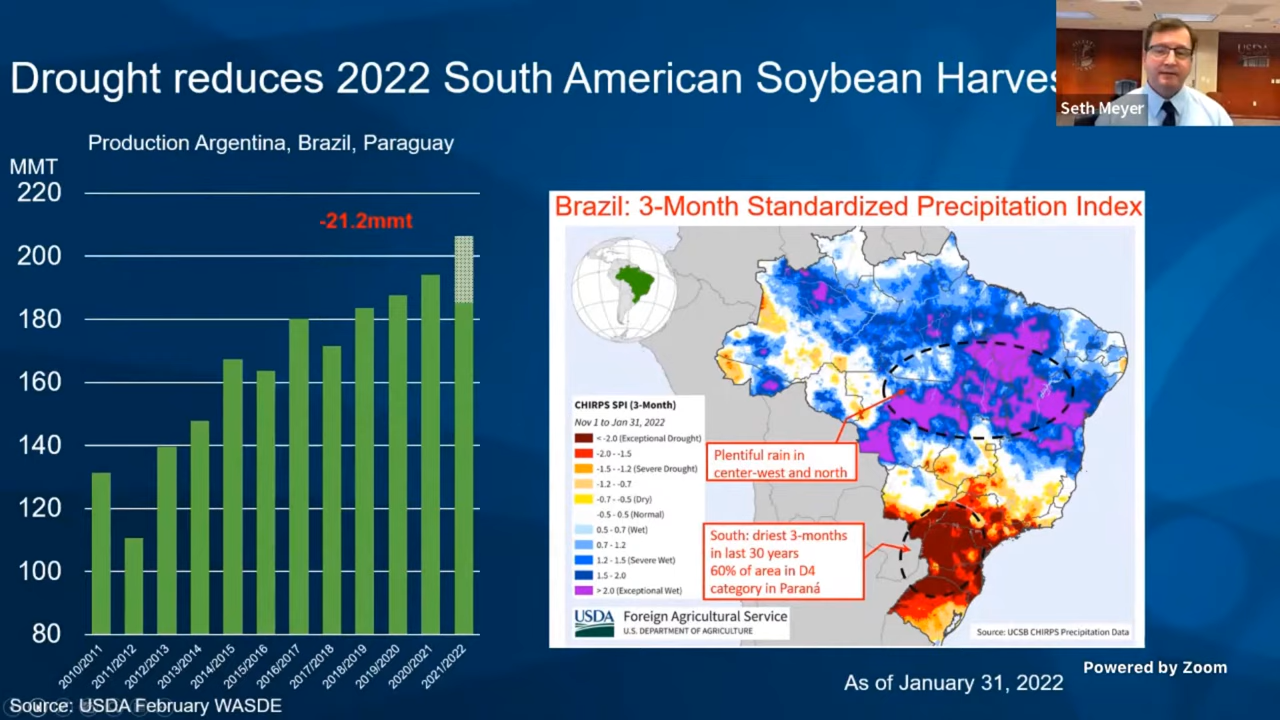 Drought reduces 2022 South American Soybean Harves
Seth Meyer
USDA
Production Argentina, Brazil, Paraguay
MMT
220
200
180
160
140
120
100
80
-21.2mmt
2010/2011
2011/2012
2012/2013
2013/2014
2014/2015
2015/2016
2016/2017
2017/2018
2018/2019
2019/2020
2020/2021
2021/2022
Source: USDA February WASDE
Brazil: 3-Month Standardized Precipitation Index
CHIRPS SPI (3-Month)
Nov 1 to Jan 31, 2022
< -2.0 (Exceptional Drought)
-2.0 - -1.5
-1.5 - -1.2 (Severe Drought)
-1.2 - -0.7
-0.7 - -0.5 (Dry)
-0.5 - 0.5 (Normal)
0.5 - 0.7 (Wet)
0.7 - 1.2
1.2 - 1.5 (Severe Wet)
1.5 - 2.0
> 2.0 (Exceptional Wet)
Plentiful rain in
center-west and north
South: driest 3-months
in last 30 years
60% of area in D4
category in Paraná
USDA
Foreign Agricultural Service
U.S. DEPARTMENT OF AGRICULTURE
Source: UCSB CHIRPS Precipitation Data
As of January 31, 2022
Powered by Zoom